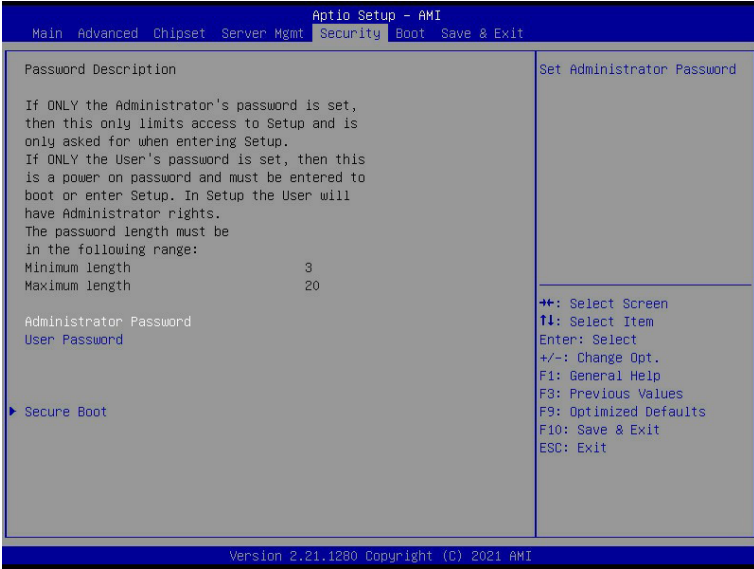 Aptio Setup – AMI
Main Advanced Chipset Server Mgmt Security Boot Save & Exit
Password Description
If ONLY the Administrator's password is set,
then this only limits access to Setup and is
only asked for when entering Setup.
If ONLY the User's password is set, then this
is a power on password and must be entered to
boot or enter Setup. In Setup the User will
have Administrator rights.
The password length must be
in the following range:
Minimum length 3
Maximum length 20
Administrator Password
User Password
Secure Boot
Set Administrator Password
→←: Select Screen
↑↓: Select Item
Enter: Select
+/-: Change Opt.
F1: General Help
F3: Previous Values
F9: Optimized Defaults
F10: Save & Exit
ESC: Exit
Version 2.21.1280 Copyright (C) 2021 AMI